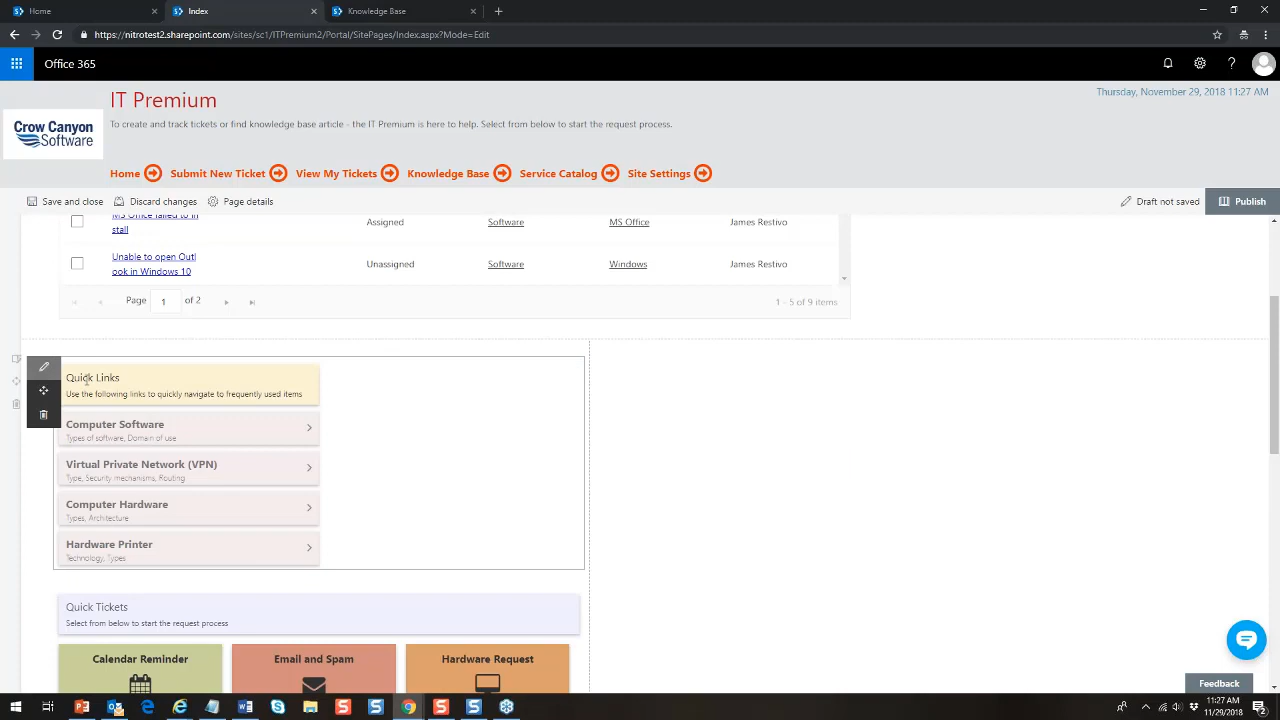 Home
Index
Knowledge Base
https://nitrotest2.sharepoint.com/sites/sc1/ITPremium2/Portal/SitePages/Index.aspx?Mode=Edit
Office 365
Crow Canyon
Software
IT Premium
Thursday, November 29, 2018 11:27 AM
To create and track tickets or find knowledge base article - the IT Premium is here to help. Select from below to start the request process.
Home Submit New Ticket View My Tickets Knowledge Base Service Catalog Site Settings
Save and close Discard changes Page details Draft not saved Publish
MS Office failed to in
stall
Assigned Software MS Office James Restivo
Unable to open Outl
ook in Windows 10
Unassigned Software Windows James Restivo
Page 1 of 2
1 - 5 of 9 items
Quick Links
Use the following links to quickly navigate to frequently used items
Computer Software
Types of software, Domain of use
Virtual Private Network (VPN)
Type, Security mechanisms, Routing
Computer Hardware
Types, Architecture
Hardware Printer
Technology, Types
Quick Tickets
Select from below to start the request process
Calendar Reminder
Email and Spam
Hardware Request
Feedback
11:27 AM
11/29/2018